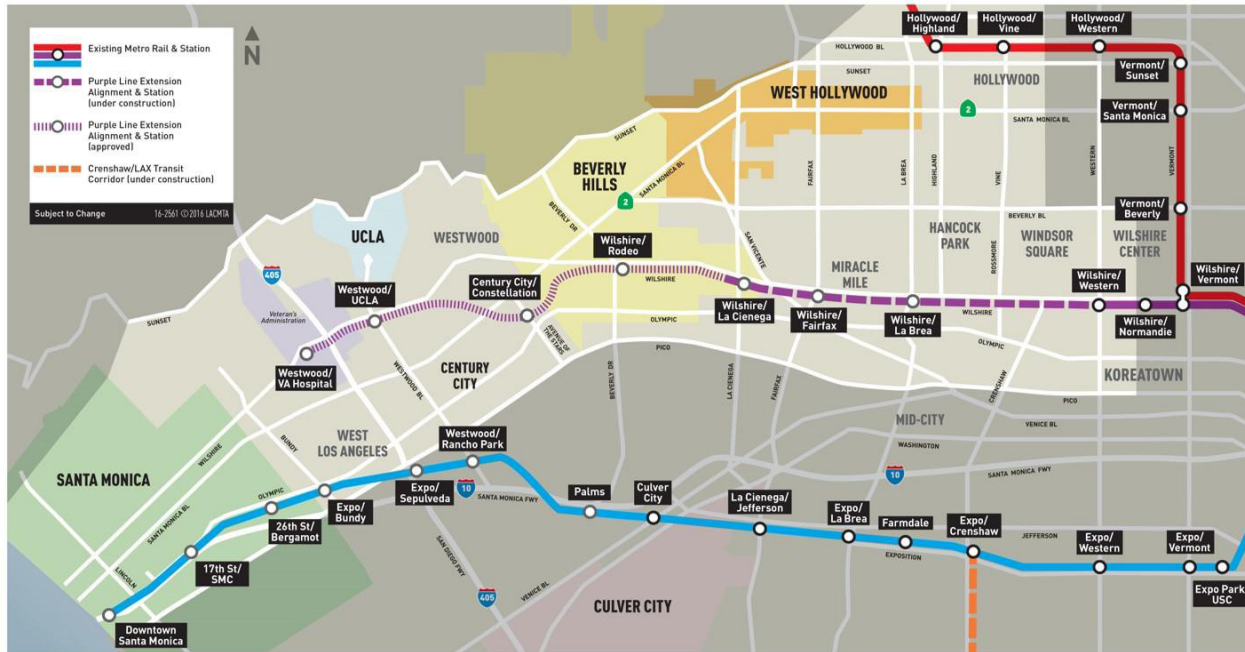 Existing Metro Rail & Station
Purple Line Extension
Alignment & Station
(under construction)
Purple Line Extension
Alignment & Station
(approved)
Crenshaw/LAX Transit
Corridor (under construction)
Subject to Change
16-2561 ©2016 LACMTA
N
Hollywood/
Highland
Hollywood/
Vine
Hollywood/
Western
HOLLYWOOD BL
SUNSET
HOLLYWOOD
Vermont/
Sunset
WEST HOLLYWOOD
2
SANTA MONICA BL
Vermont/
Santa Monica
SUNSET
BEVERLY
HILLS
SANTA MONICA BL
2
FAIRFAX
LA BREA
HIGHLAND
VINE
WESTERN
VERMONT
BEVERLY DR
BEVERLY BL
Vermont/
Beverly
UCLA
WESTWOOD
Wilshire/
Rodeo
SAN VICENTE
HANCOCK
PARK
ROSSMORE
WINDSOR
SQUARE
WILSHIRE
CENTER
405
Century City/
Constellation
WILSHIRE
MIRACLE
MILE
Wilshire/
Western
Wilshire/
Vermont
Westwood/
UCLA
Veteran's
Administration
SUNSET
Wilshire/
La Cienega
Wilshire/
Fairfax
Wilshire/
La Brea
WILSHIRE
Wilshire/
Normandie
OLYMPIC
AVENUE OF
THE STARS
PICO
OLYMPIC
Westwood/
VA Hospital
WESTWOOD BL
CENTURY
CITY
BEVERLY DR
LA CIENEGA
FAIRFAX
CRENSHAW
KOREATOWN
PICO
MID-CITY
VENICE BL
WASHINGTON
WILSHIRE
BUNDY
WEST
LOS ANGELES
Westwood/
Rancho Park
SANTA MONICA
SANTA MONICA BL
OLYMPIC
Expo/
Sepulveda
10
SANTA MONICA FWY
10
SANTA MONICA FWY
Expo/
Bundy
26th St/
Bergamot
Palms
Culver
City
La Cienega/
Jefferson
Expo/
La Brea
Farmdale
Expo/
Crenshaw
EXPOSITION
JEFFERSON
Expo/
Western
Expo/
Vermont
17th St/
SMC
LINCOLN
SAN DIEGO FWY
VENICE BL
405
CULVER CITY
Expo Park
USC
Downtown
Santa Monica